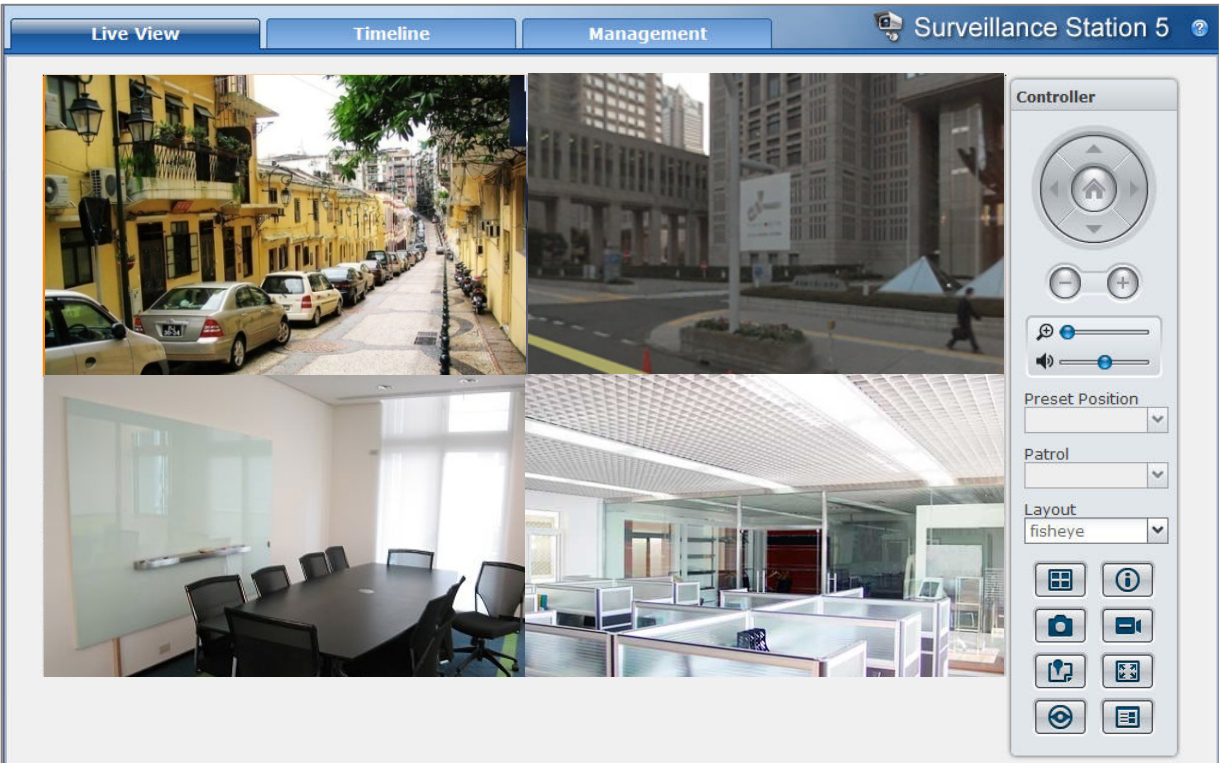 Live View
Timeline
Management
Surveillance Station 5
Controller
Preset Position
Patrol
Layout
fisheye